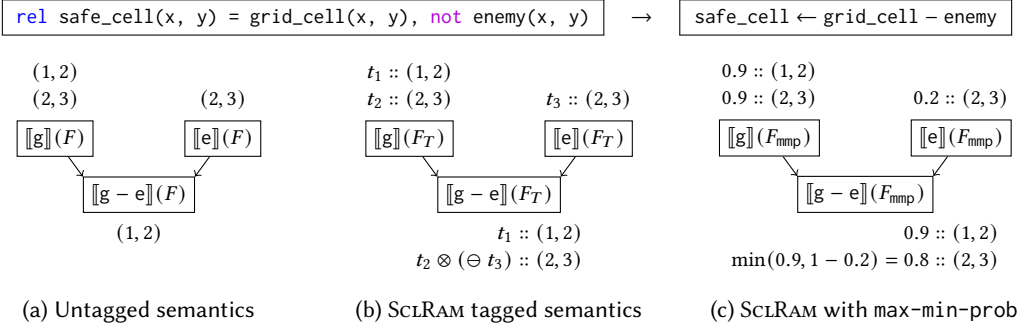 rel safe_cell(x, y) = grid_cell(x, y), not enemy(x, y) → safe_cell ← grid_cell − enemy
(1, 2)
(2, 3) (2, 3)
⟦g⟧(F) ⟦e⟧(F)
⟦g − e⟧(F)
(1, 2)
(a) Untagged semantics
t₁ :: (1, 2)
t₂ :: (2, 3) t₃ :: (2, 3)
⟦g⟧(F_T) ⟦e⟧(F_T)
⟦g − e⟧(F_T)
t₁ :: (1, 2)
t₂ ⊗ (⊖ t₃) :: (2, 3)
(b) SCLRAM tagged semantics
0.9 :: (1, 2)
0.9 :: (2, 3) 0.2 :: (2, 3)
⟦g⟧(F_mmp) ⟦e⟧(F_mmp)
⟦g − e⟧(F_mmp)
0.9 :: (1, 2)
min(0.9, 1 − 0.2) = 0.8 :: (2, 3)
(c) SCLRAM with max-min-prob